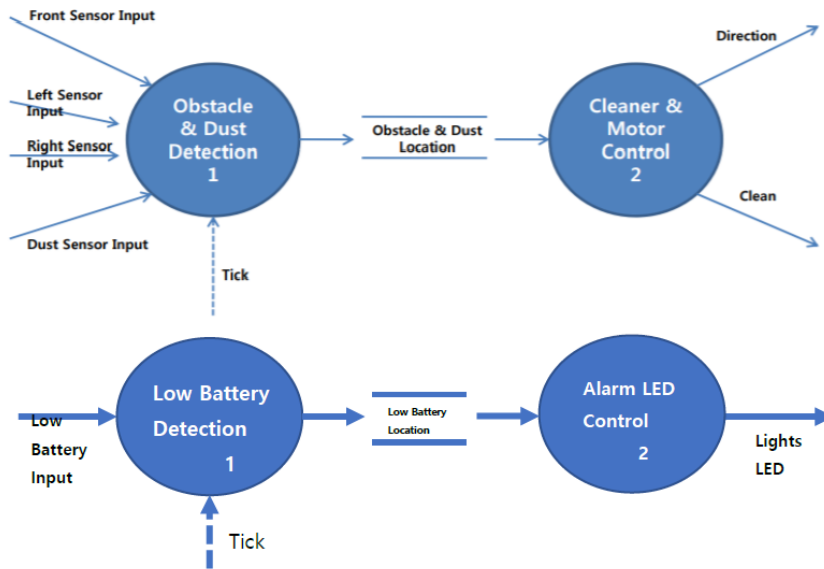 Front Sensor Input
Left Sensor
Input
Right Sensor
Input
Dust Sensor Input
Obstacle
& Dust
Detection
1
Tick
Obstacle & Dust
Location
Cleaner &
Motor
Control
2
Direction
Clean
Low
Battery
Input
Low Battery
Detection
1
Tick
Low Battery
Location
Alarm LED
Control
2
Lights
LED